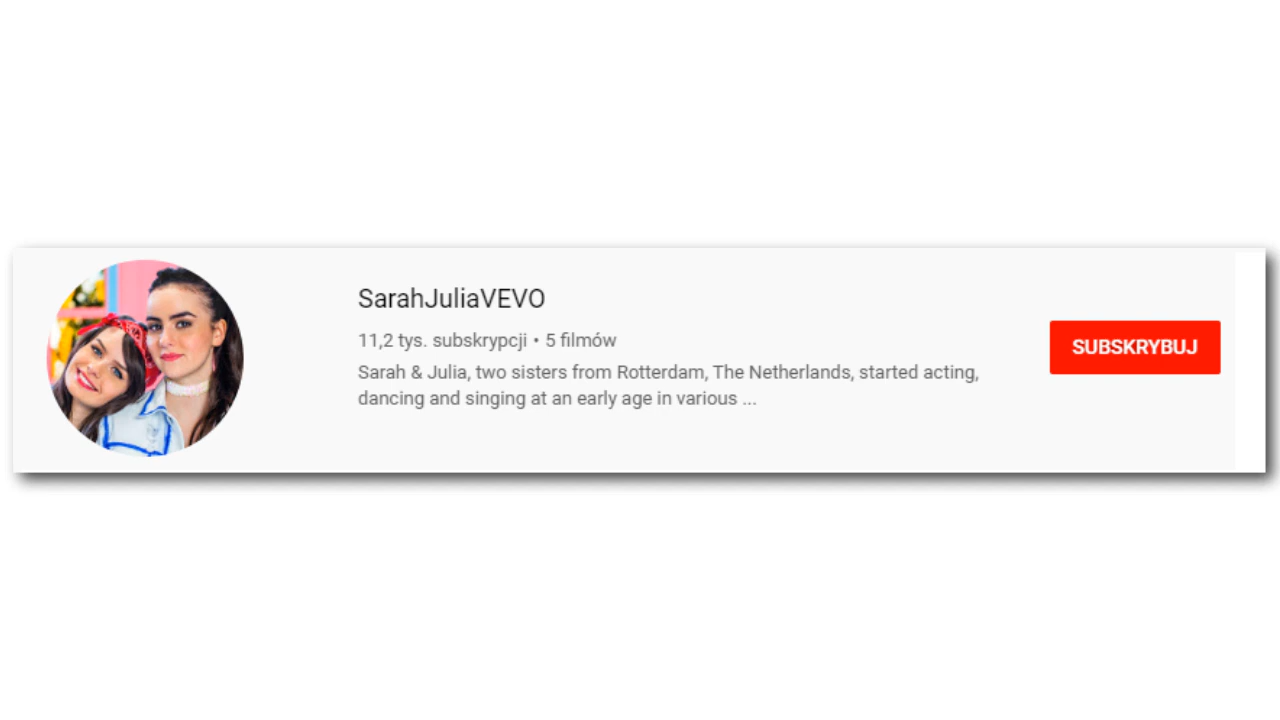 SarahJuliaVEVO
11,2 tys. subskrypcji • 5 filmów
Sarah & Julia, two sisters from Rotterdam, The Netherlands, started acting,
dancing and singing at an early age in various ...
SUBSKRYBUJ